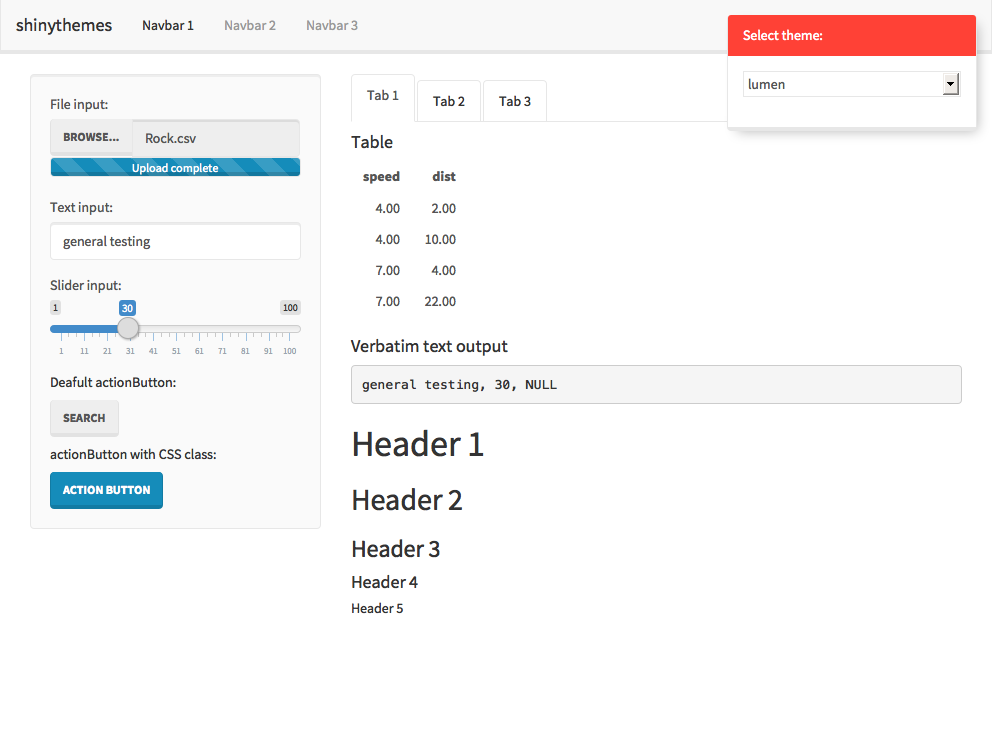 shinythemes Navbar 1 Navbar 2 Navbar 3
Select theme:
lumen
File input:
BROWSE... Rock.csv
Upload complete
Text input:
general testing
Slider input:
1 30 100
1 11 21 31 41 51 61 71 81 91 100
Deafult actionButton:
SEARCH
actionButton with CSS class:
ACTION BUTTON
Tab 1 Tab 2 Tab 3
Table
speed dist
4.00 2.00
4.00 10.00
7.00 4.00
7.00 22.00
Verbatim text output
general testing, 30, NULL
Header 1
Header 2
Header 3
Header 4
Header 5